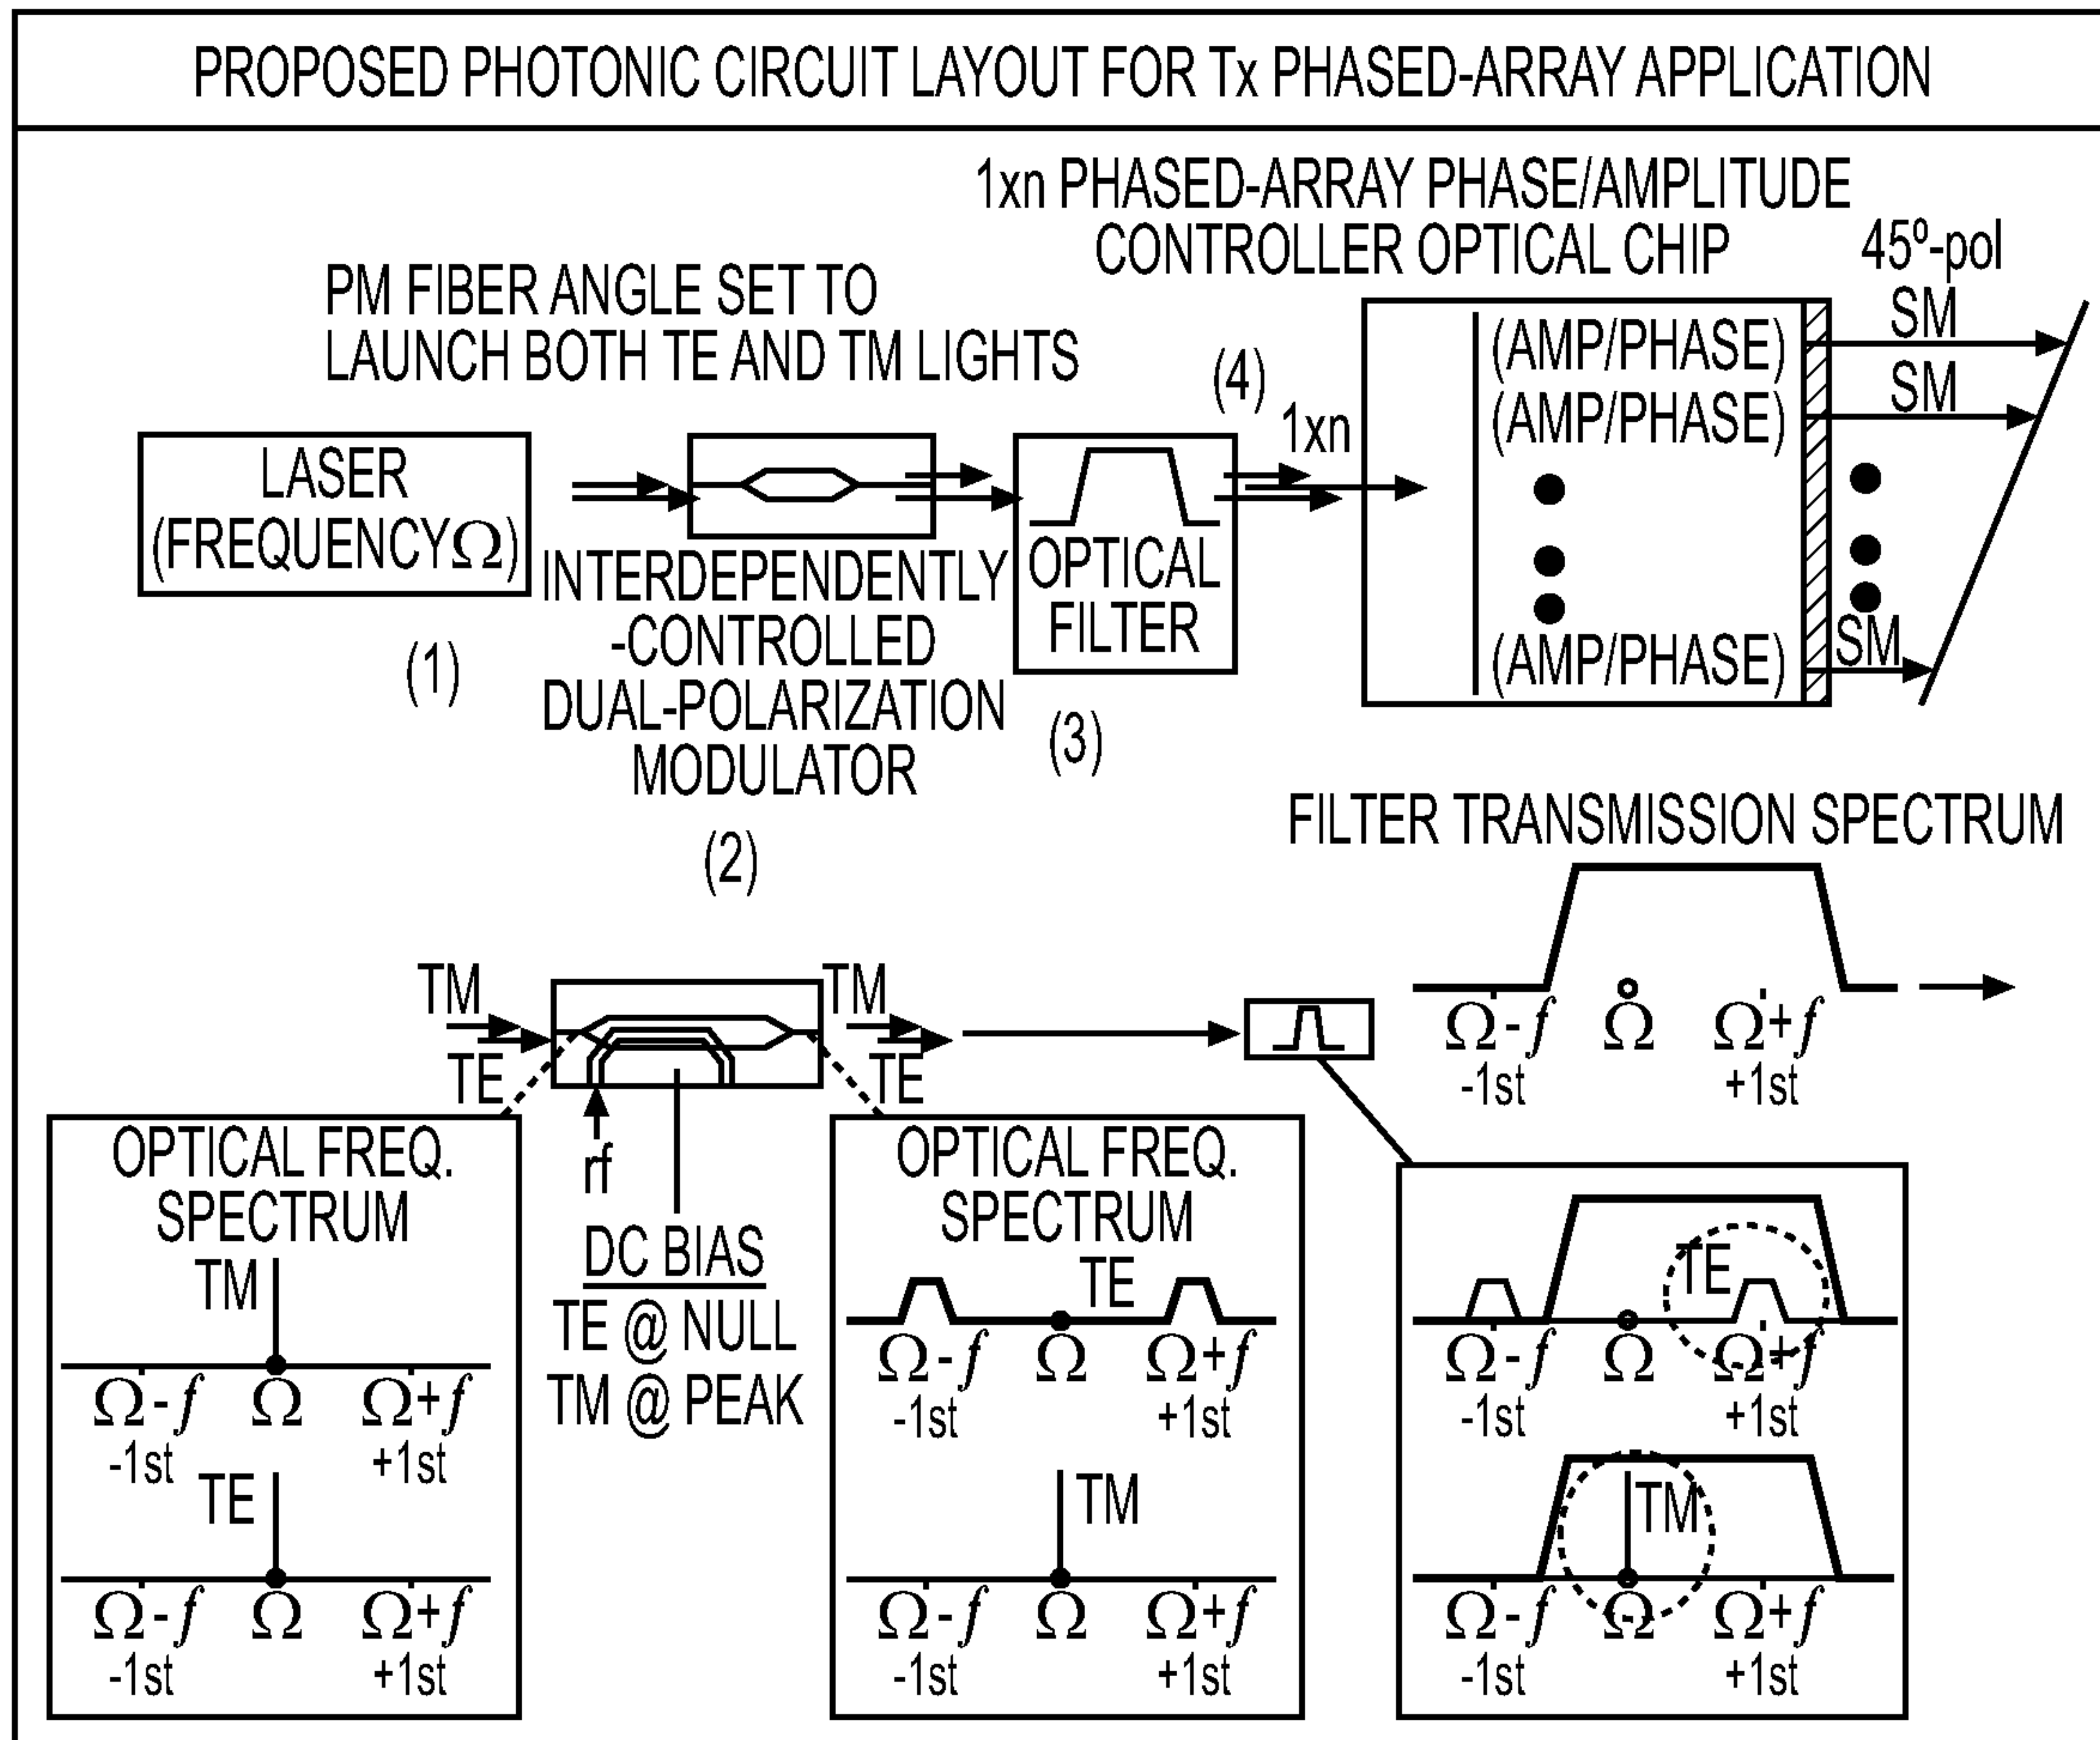 PROPOSED PHOTONIC CIRCUIT LAYOUT FOR Tx PHASED-ARRAY APPLICATION
1xn PHASED-ARRAY PHASE/AMPLITUDE
CONTROLLER OPTICAL CHIP
45º-pol
PM FIBER ANGLE SET TO
LAUNCH BOTH TE AND TM LIGHTS
LASER
(FREQUENCYΩ)
(1)
INTERDEPENDENTLY
-CONTROLLED
DUAL-POLARIZATION
MODULATOR
(2)
OPTICAL
FILTER
(3)
(4)
1xn
(AMP/PHASE)
(AMP/PHASE)
(AMP/PHASE)
SM
SM
SM
FILTER TRANSMISSION SPECTRUM
Ω-f Ω Ω+f
-1st +1st
TM
TE
TM
TE
rf
DC BIAS
TE @ NULL
TM @ PEAK
OPTICAL FREQ.
SPECTRUM
TM
Ω-f Ω Ω+f
-1st +1st
TE
Ω-f Ω Ω+f
-1st +1st
OPTICAL FREQ.
SPECTRUM
TE
Ω-f Ω Ω+f
-1st +1st
TM
Ω-f Ω Ω+f
-1st +1st
TE
Ω-f Ω Ω+f
-1st +1st
TM
Ω-f Ω Ω+f
-1st +1st